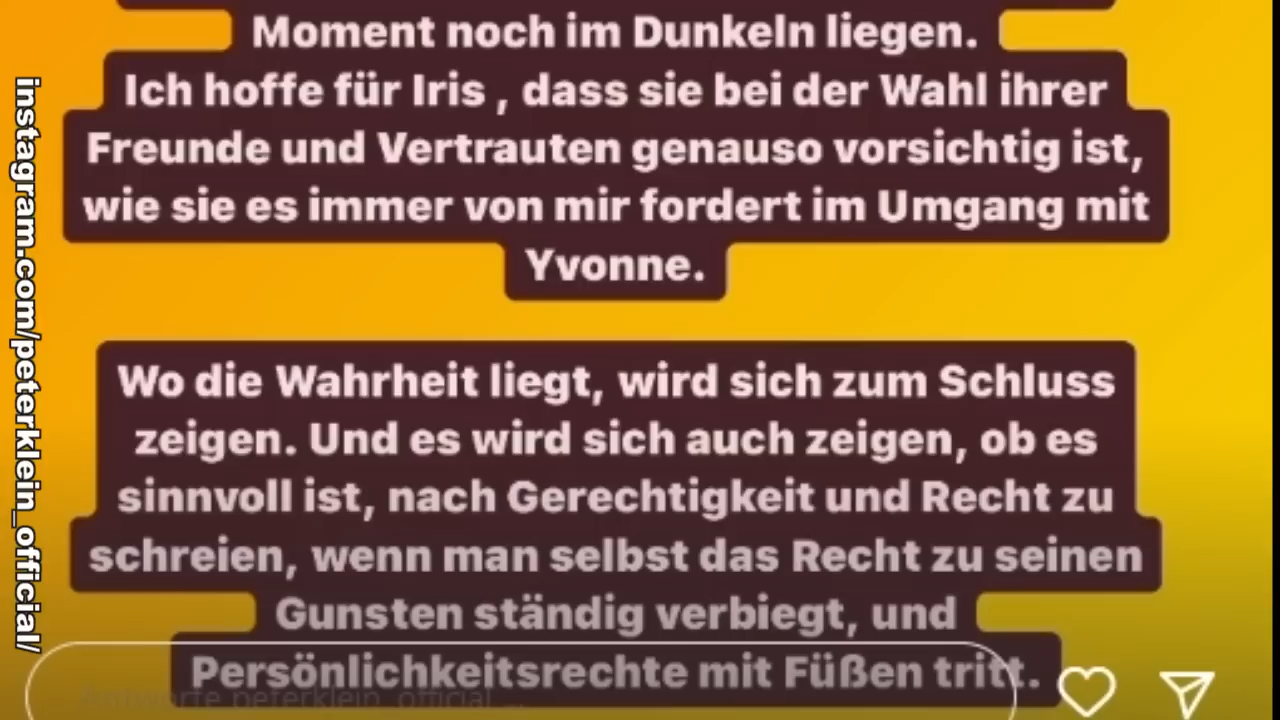 Moment noch im Dunkeln liegen.
Ich hoffe für Iris , dass sie bei der Wahl ihrer
Freunde und Vertrauten genauso vorsichtig ist,
wie sie es immer von mir fordert im Umgang mit
Yvonne.
Wo die Wahrheit liegt, wird sich zum Schluss
zeigen. Und es wird sich auch zeigen, ob es
sinnvoll ist, nach Gerechtigkeit und Recht zu
schreien, wenn man selbst das Recht zu seinen
Gunsten ständig verbiegt, und
Persönlichkeitsrechte mit Füßen tritt.
Antworte peterklein_official ...
instagram.com/peterklein_official/